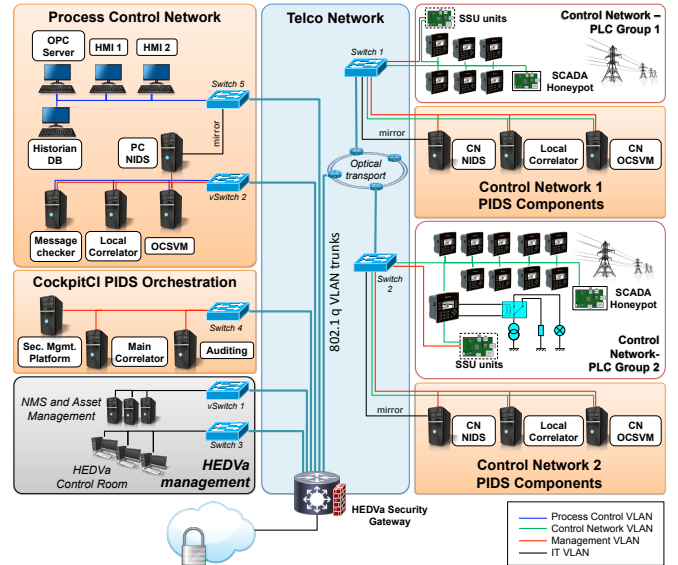 Process Control Network
OPC
Server
HMI 1
HMI 2
Switch 5
mirror
Historian
DB
PC
NIDS
vSwitch 2
Message
checker
Local
Correlator
OCSVM
CockpitCI PIDS Orchestration
Switch 4
Sec. Mgmt.
Platform
Main
Correlator
Auditing
NMS and Asset
Management
vSwitch 1
Switch 3
HEDVa
Control Room
HEDVa
management
Telco Network
Switch 1
Optical
transport
802.1 q VLAN trunks
Switch
2
HEDVa Security
Gateway
SSU units
Control Network –
PLC Group 1
SCADA
Honeypot
mirror
CN
NIDS
Local
Correlator
CN
OCSVM
Control Network 1
PIDS Components
SCADA
Honeypot
SSU units
Control
Network-
PLC Group 2
mirror
CN
NIDS
Local
Correlator
CN
OCSVM
Control Network 2
PIDS Components
Process Control VLAN
Control Network VLAN
Management VLAN
IT VLAN